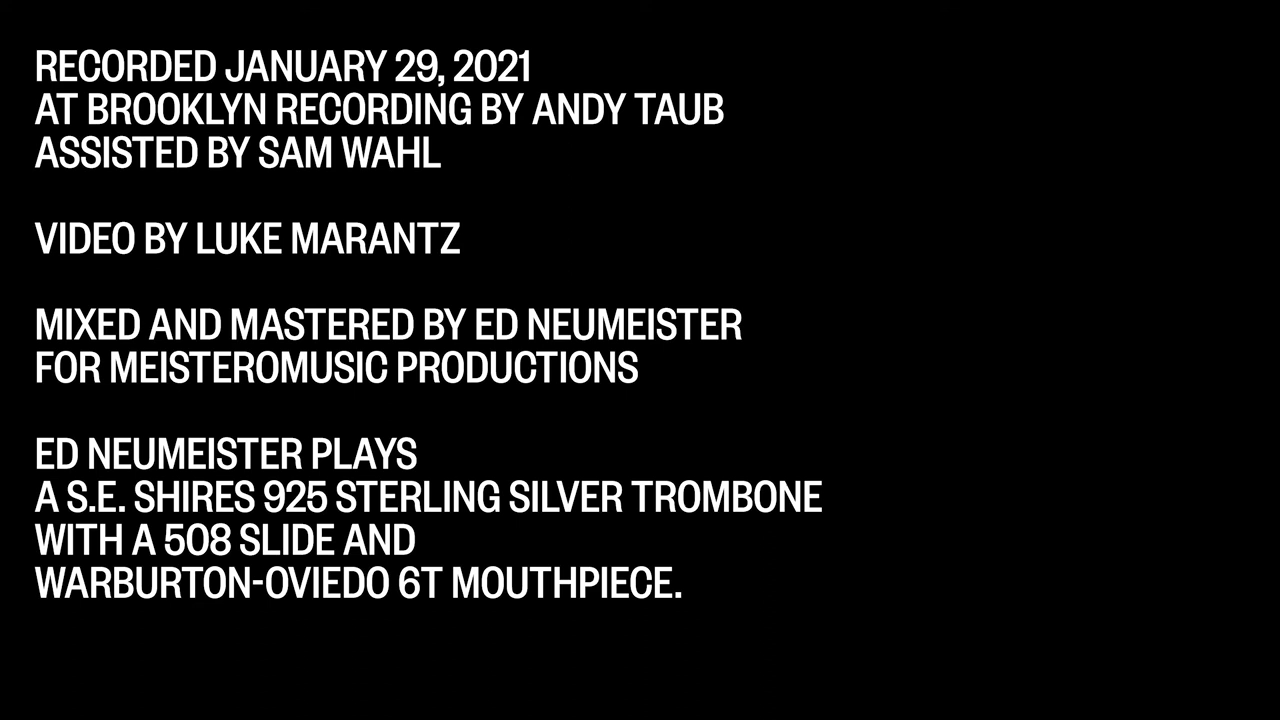 RECORDED JANUARY 29, 2021
AT BROOKLYN RECORDING BY ANDY TAUB
ASSISTED BY SAM WAHL
VIDEO BY LUKE MARANTZ
MIXED AND MASTERED BY ED NEUMEISTER
FOR MEISTEROMUSIC PRODUCTIONS
ED NEUMEISTER PLAYS
A S.E. SHIRES 925 STERLING SILVER TROMBONE
WITH A 508 SLIDE AND
WARBURTON-OVIEDO 6T MOUTHPIECE.